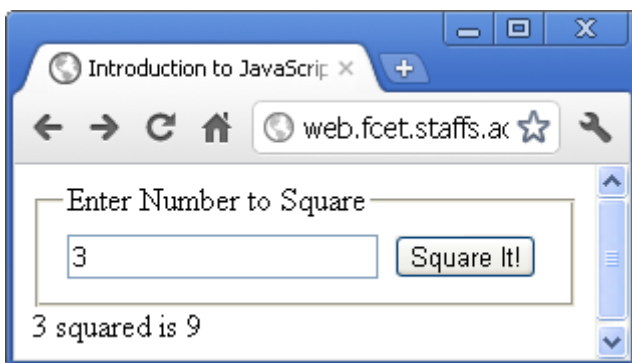 Introduction to JavaScrip
web.fcet.staffs.ac
Enter Number to Square
3
Square It!
3 squared is 9